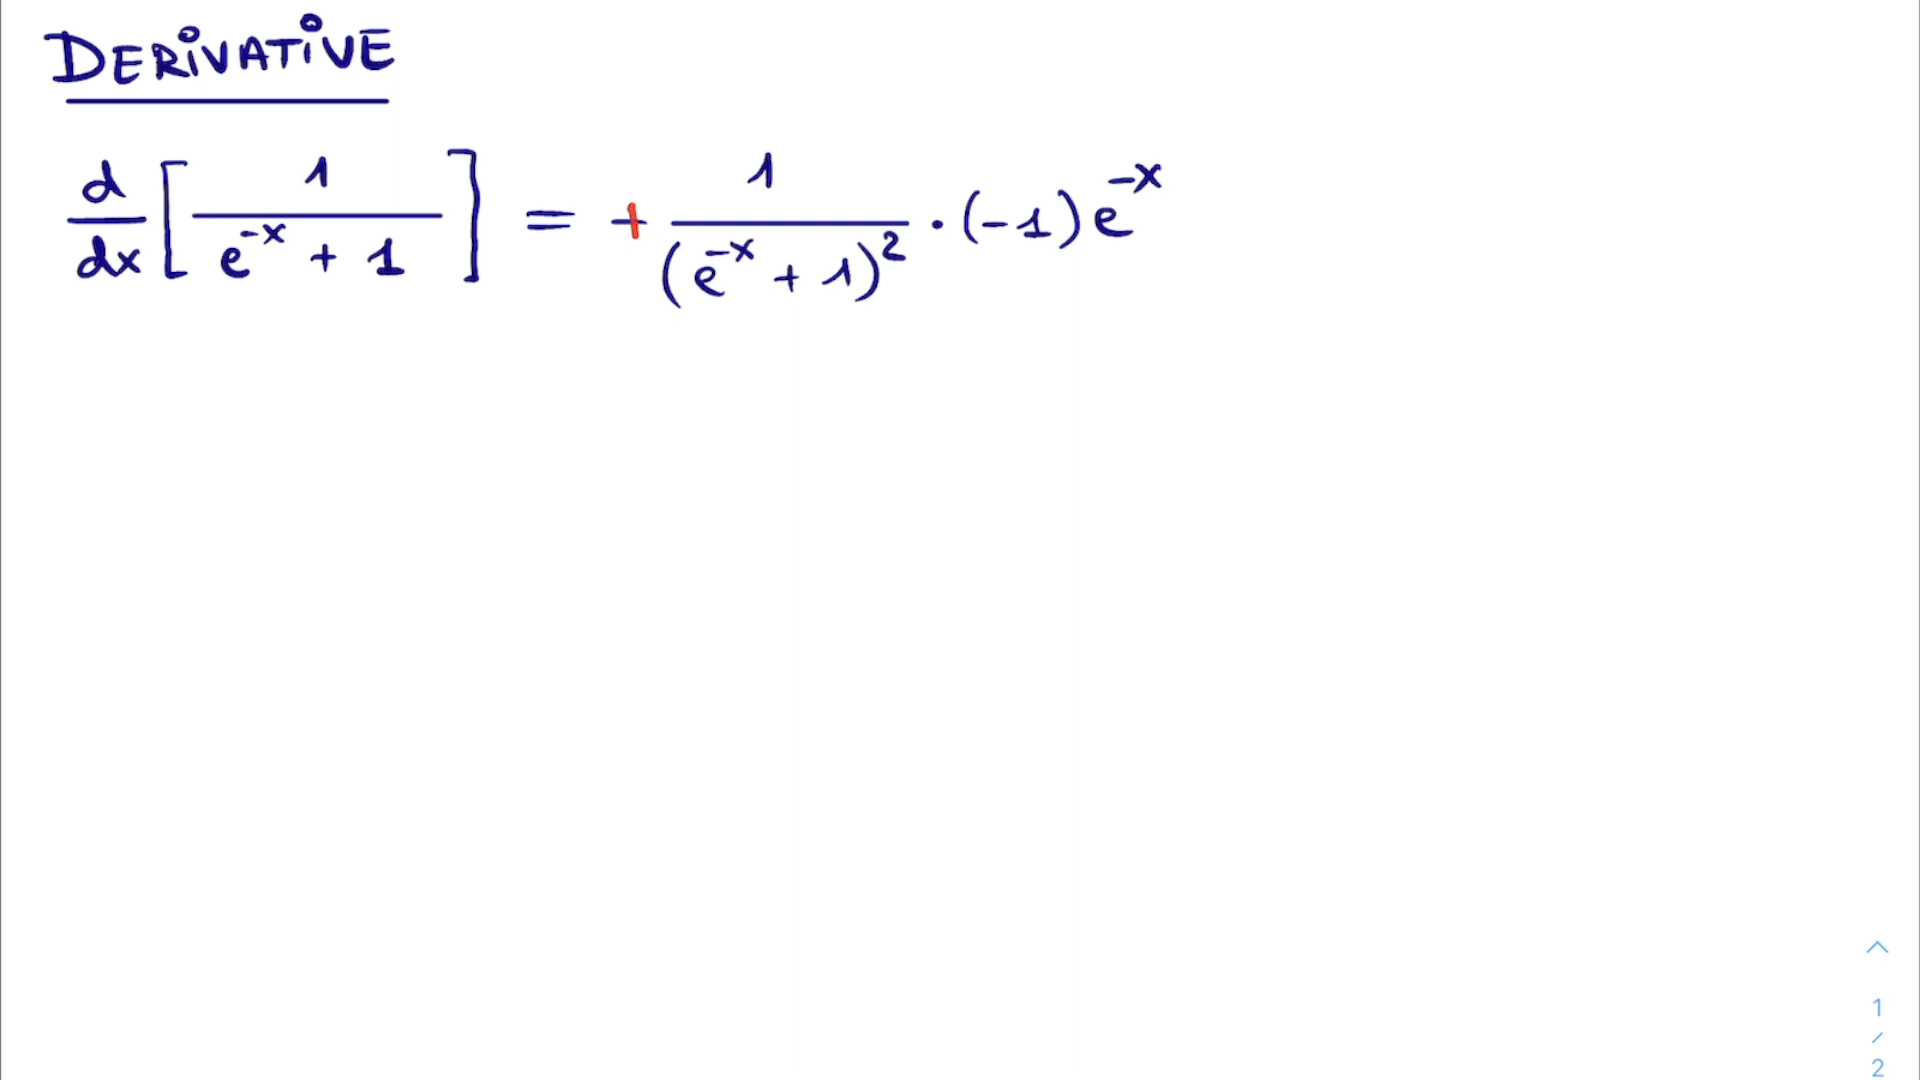 DERiVATiVE
d/dx [ 1/(e^{-x} + 1) ] = + 1/(e^{-x} + 1)^2 · (-1) e^{-x}
1
/
2